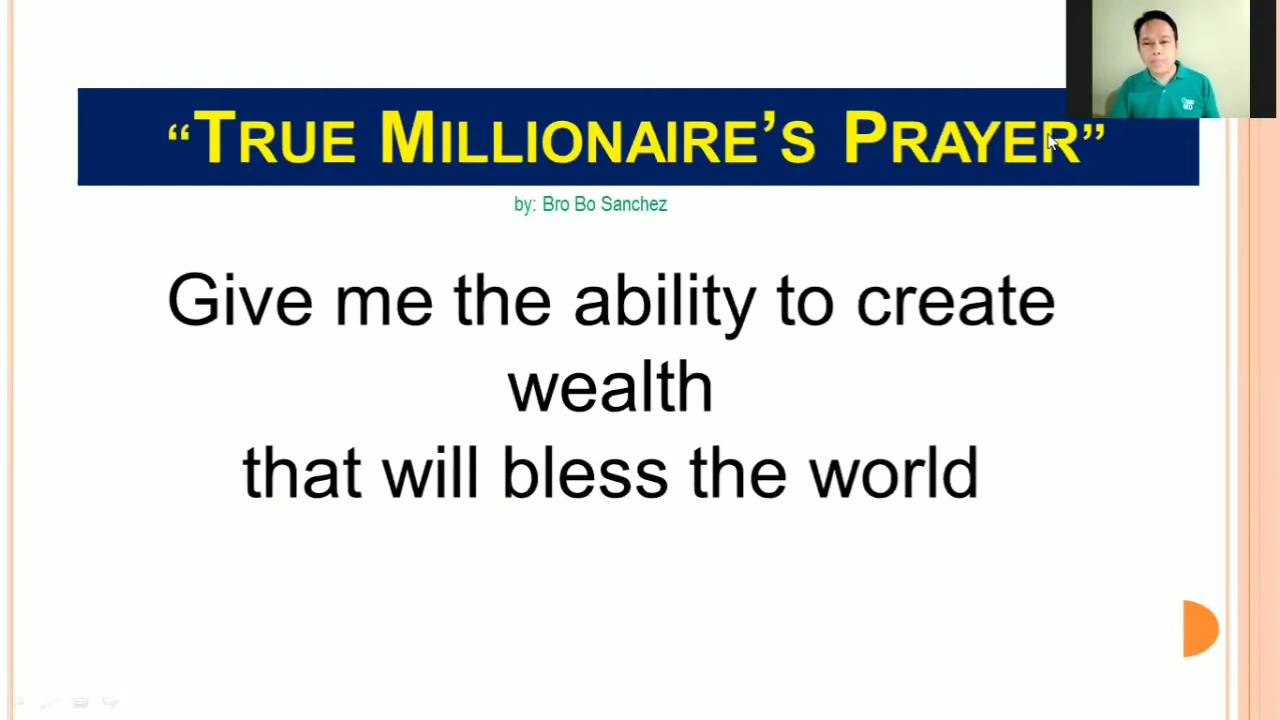 “TRUE MILLIONAIRE’S PRAYER”
by: Bro Bo Sanchez
Give me the ability to create
wealth
that will bless the world